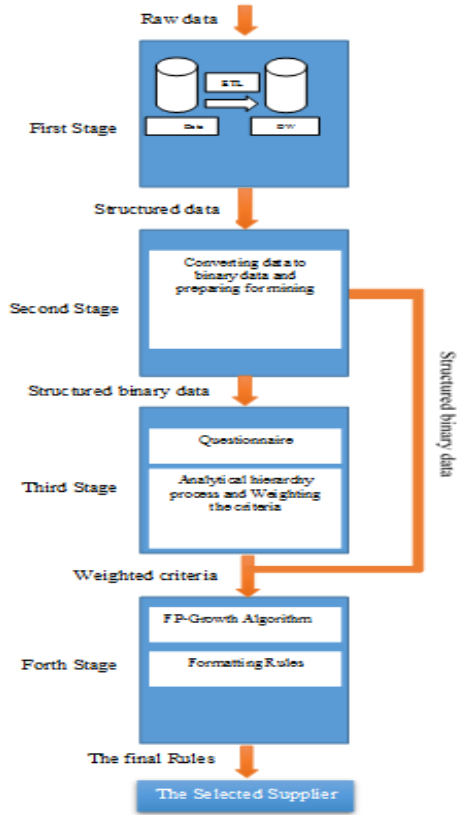 Raw data
ETL
Data
DW
First Stage
Structured data
Converting data to
binary data and
preparing for mining
Second Stage
Structured binary data
Structured binary data
Questionnaire
Third Stage
Analytical hierarchy
process and Weighting
the criteria
Weighted criteria
FP-Growth Algorithm
Forth Stage
Formatting Rules
The final Rules
The Selected Supplier